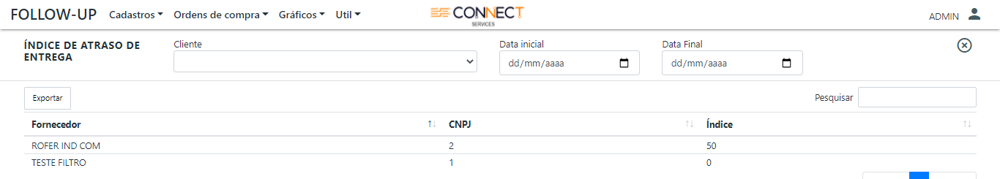 FOLLOW-UP Cadastros Ordens de compra Gráficos Util CONNECT SERVICES ADMIN
ÍNDICE DE ATRASO DE ENTREGA
Cliente
Data inicial
dd/mm/aaaa
Data Final
dd/mm/aaaa
Exportar
Pesquisar
Fornecedor CNPJ Índice
ROFER IND COM 2 50
TESTE FILTRO 1 0